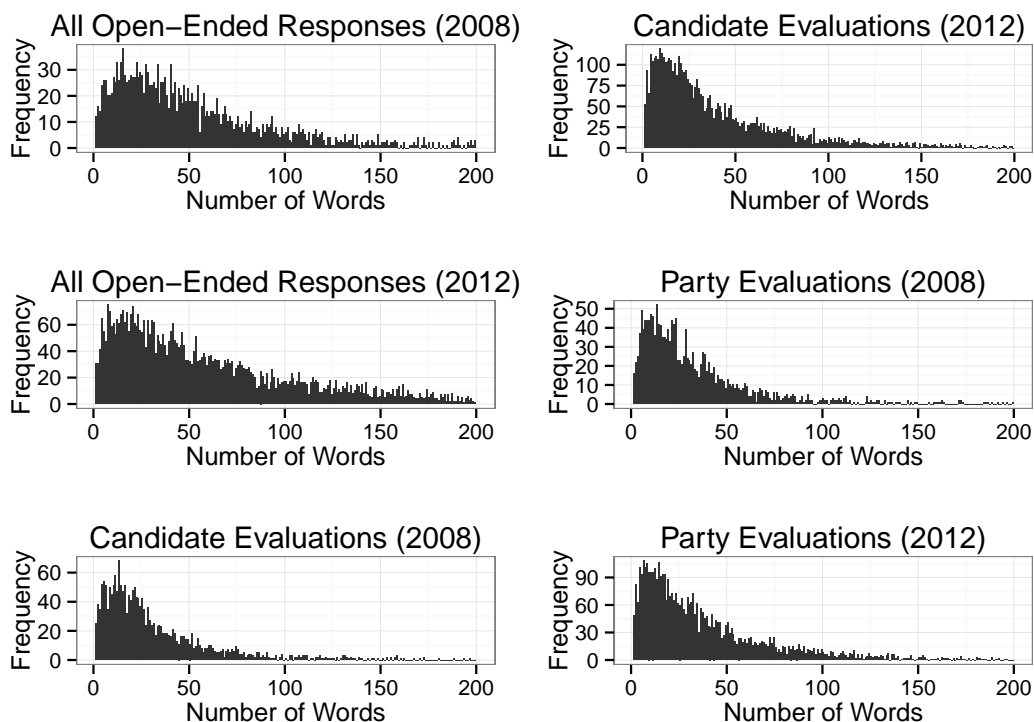 All Open−Ended Responses (2008)
Frequency
30
20
10
0
0 50 100 150 200
Number of Words
Candidate Evaluations (2012)
Frequency
100
75
50
25
0
0 50 100 150 200
Number of Words
All Open−Ended Responses (2012)
Frequency
60
40
20
0
0 50 100 150 200
Number of Words
Party Evaluations (2008)
Frequency
50
40
30
20
10
0
0 50 100 150 200
Number of Words
Candidate Evaluations (2008)
Frequency
60
40
20
0
0 50 100 150 200
Number of Words
Party Evaluations (2012)
Frequency
90
60
30
0
0 50 100 150 200
Number of Words